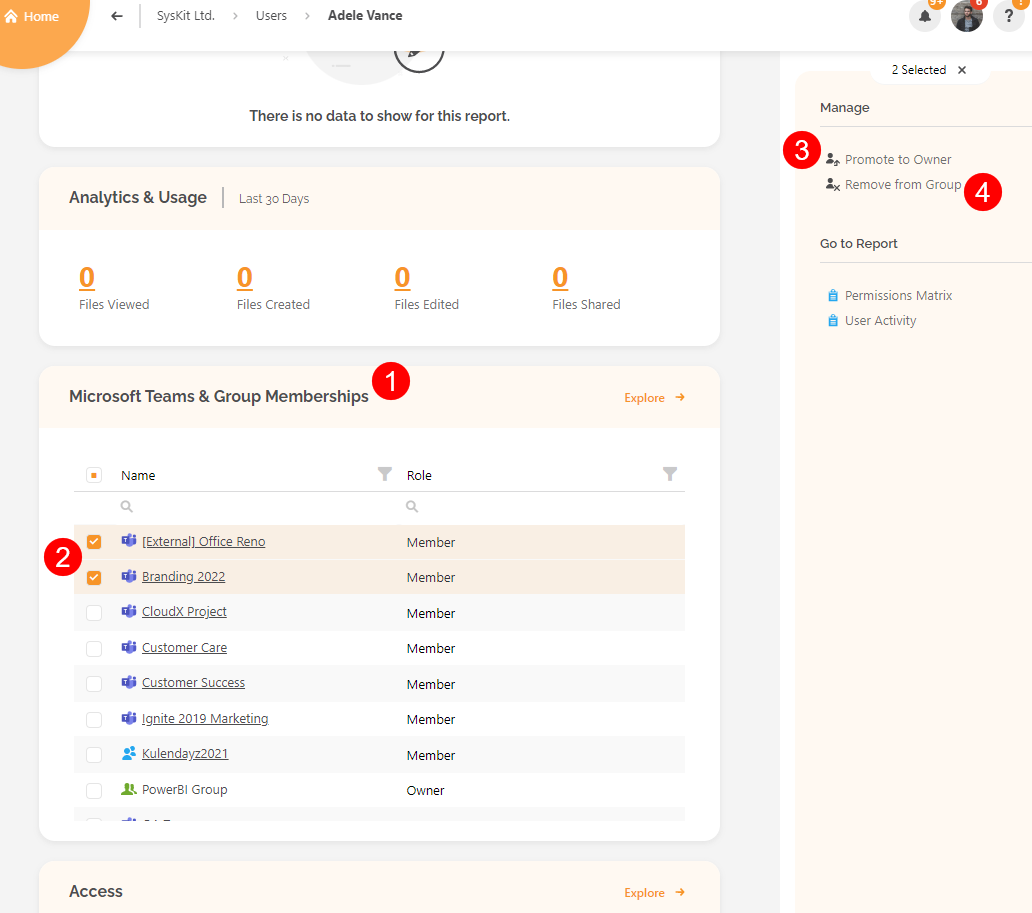 Home
SysKit Ltd. > Users > Adele Vance
9+
6
?
2 Selected ×
There is no data to show for this report.
Analytics & Usage | Last 30 Days
0 0 0 0
Files Viewed Files Created Files Edited Files Shared
Microsoft Teams & Group Memberships 1 Explore →
Name Role
2
[External] Office Reno Member
Branding 2022 Member
CloudX Project Member
Customer Care Member
Customer Success Member
Ignite 2019 Marketing Member
Kulendayz2021 Member
PowerBI Group Owner
Access Explore →
Manage
3 Promote to Owner
Remove from Group 4
Go to Report
Permissions Matrix
User Activity